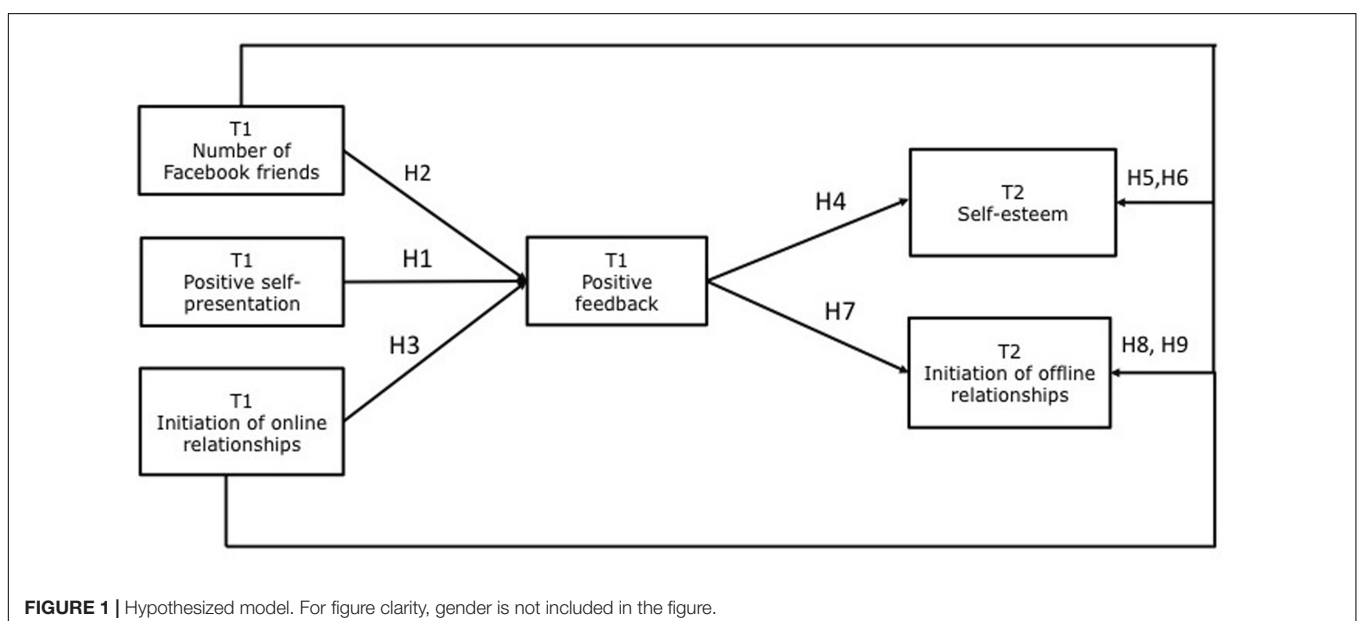 T1
Number of
Facebook friends
H2
T1
Positive self-
presentation
H1
T1
Initiation of online
relationships
H3
T1
Positive
feedback
H4
H7
T2
Self-esteem
H5,H6
T2
Initiation of offline
relationships
H8, H9
FIGURE 1 | Hypothesized model. For figure clarity, gender is not included in the figure.